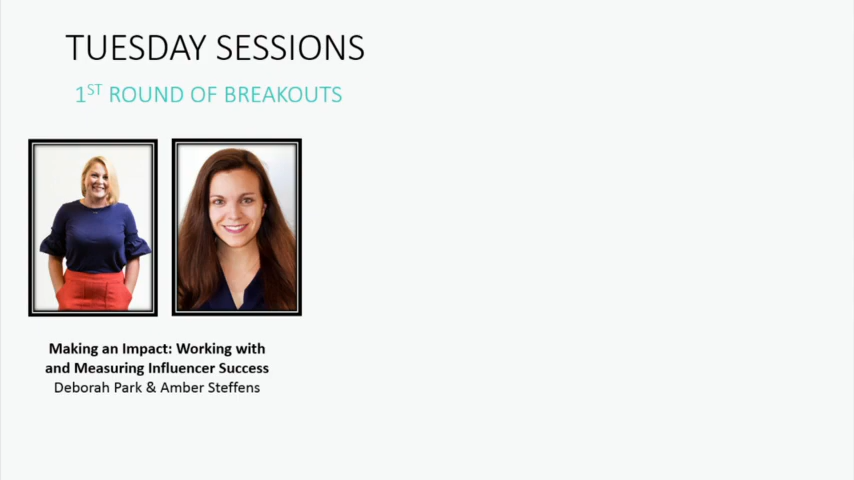 TUESDAY SESSIONS
1ST ROUND OF BREAKOUTS
Making an Impact: Working with
and Measuring Influencer Success
Deborah Park & Amber Steffens